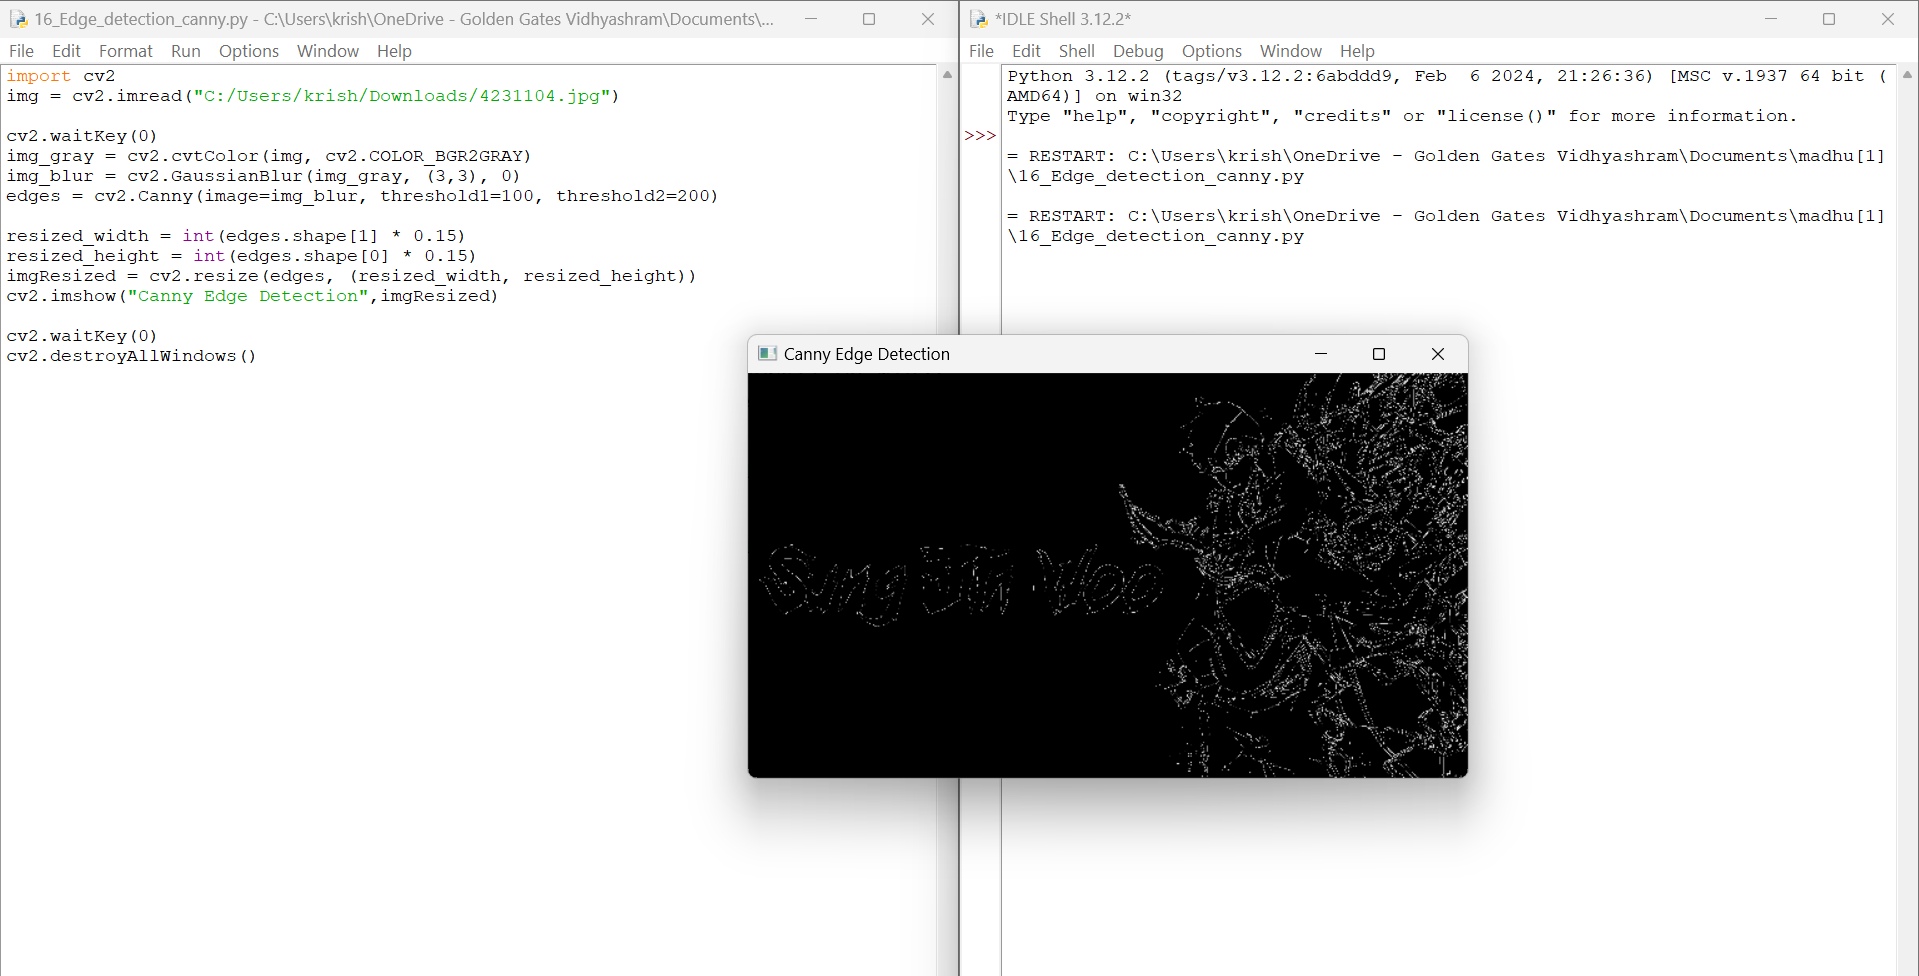 16_Edge_detection_canny.py - C:\Users\krish\OneDrive - Golden Gates Vidhyashram\Documents\...
File Edit Format Run Options Window Help
import cv2
img = cv2.imread("C:/Users/krish/Downloads/4231104.jpg")
cv2.waitKey(0)
img_gray = cv2.cvtColor(img, cv2.COLOR_BGR2GRAY)
img_blur = cv2.GaussianBlur(img_gray, (3,3), 0)
edges = cv2.Canny(image=img_blur, threshold1=100, threshold2=200)
resized_width = int(edges.shape[1] * 0.15)
resized_height = int(edges.shape[0] * 0.15)
imgResized = cv2.resize(edges, (resized_width, resized_height))
cv2.imshow("Canny Edge Detection",imgResized)
cv2.waitKey(0)
cv2.destroyAllWindows()
*IDLE Shell 3.12.2*
File Edit Shell Debug Options Window Help
Python 3.12.2 (tags/v3.12.2:6abddd9, Feb  6 2024, 21:26:36) [MSC v.1937 64 bit (
AMD64)] on win32
Type "help", "copyright", "credits" or "license()" for more information.
>>>
= RESTART: C:\Users\krish\OneDrive - Golden Gates Vidhyashram\Documents\madhu[1]
\16_Edge_detection_canny.py
= RESTART: C:\Users\krish\OneDrive - Golden Gates Vidhyashram\Documents\madhu[1]
\16_Edge_detection_canny.py
Canny Edge Detection
Sung Jin Woo